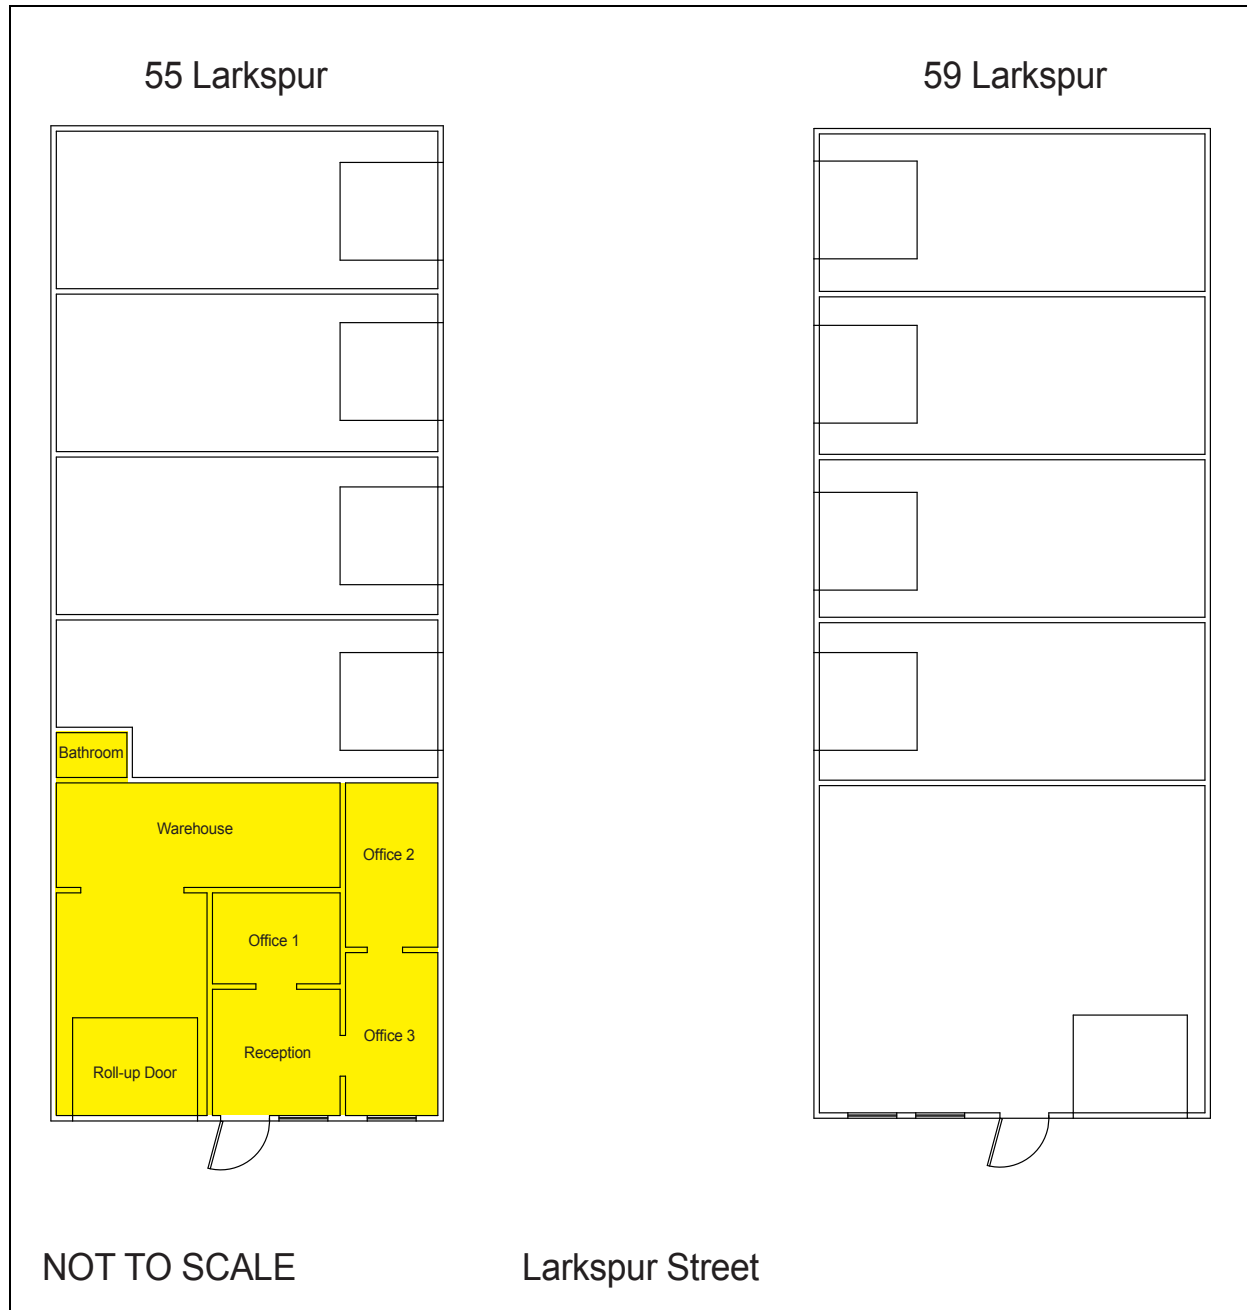 55 Larkspur
59 Larkspur
Bathroom
Warehouse
Office 2
Office 1
Office 3
Reception
Roll-up Door
NOT TO SCALE
Larkspur Street